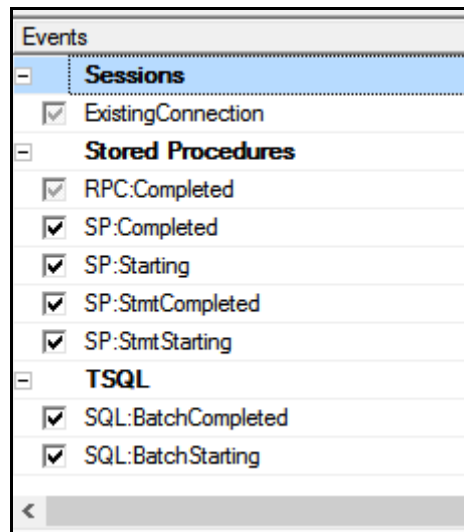 Events
Sessions
ExistingConnection
Stored Procedures
RPC:Completed
SP:Completed
SP:Starting
SP:StmtCompleted
SP:StmtStarting
TSQL
SQL:BatchCompleted
SQL:BatchStarting